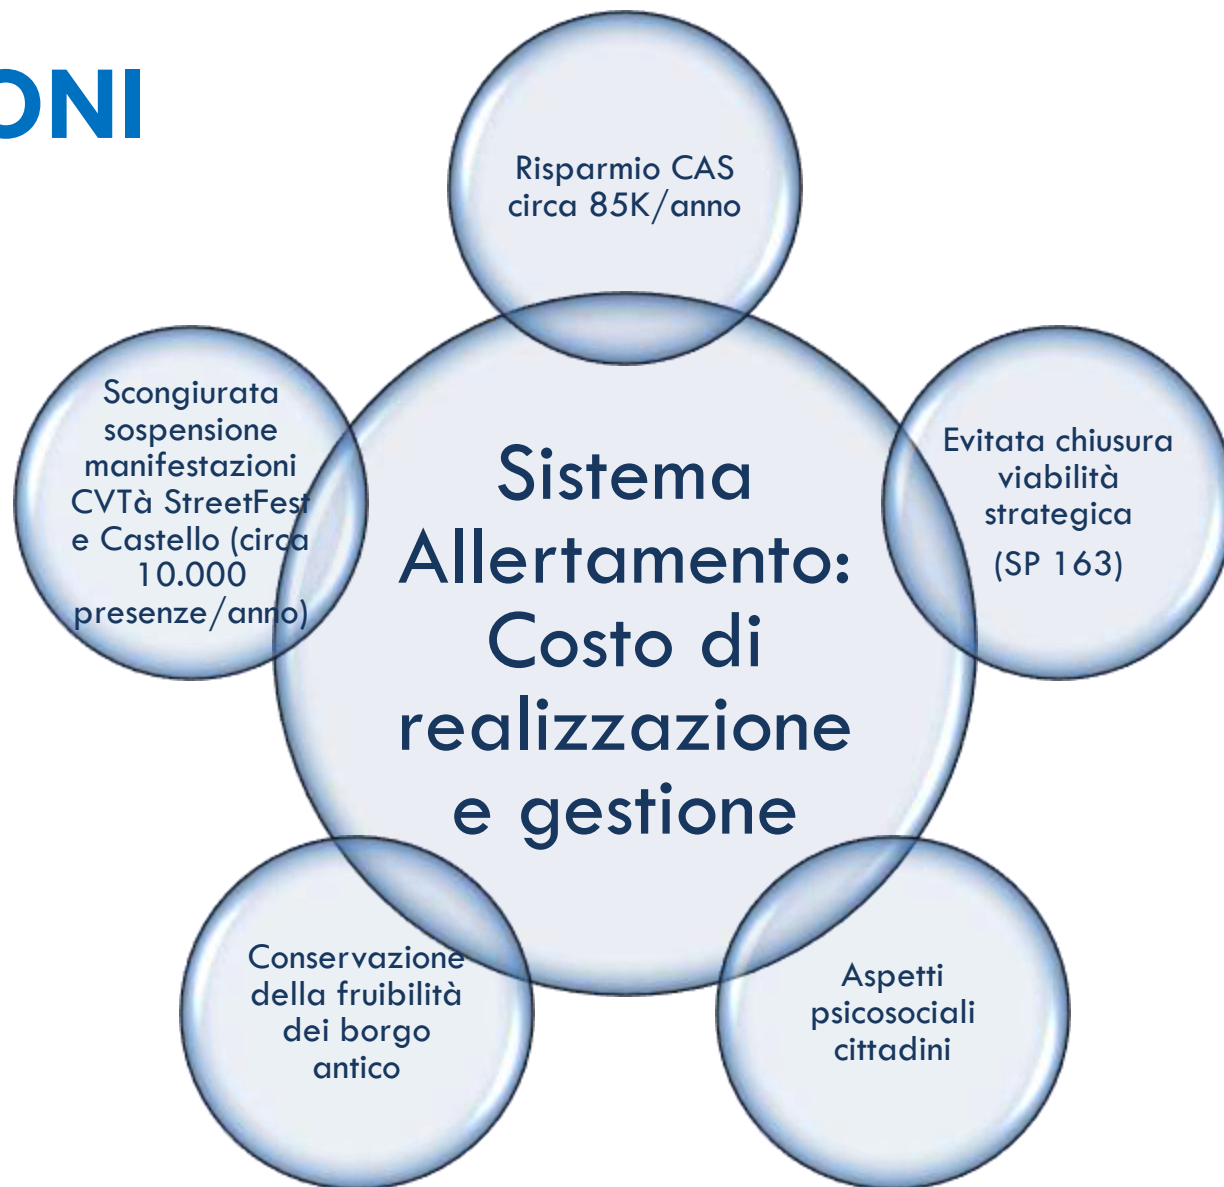 ONI
Risparmio CAS
circa 85K/anno
Scongiurata
sospensione
manifestazioni
CVTà StreetFest
e Castello (circa
10.000
presenze/anno)
Evitata chiusura
viabilità
strategica
(SP 163)
Sistema
Allertamento:
Costo di
realizzazione
e gestione
Conservazione
della fruibilità
dei borgo
antico
Aspetti
psicosociali
cittadini